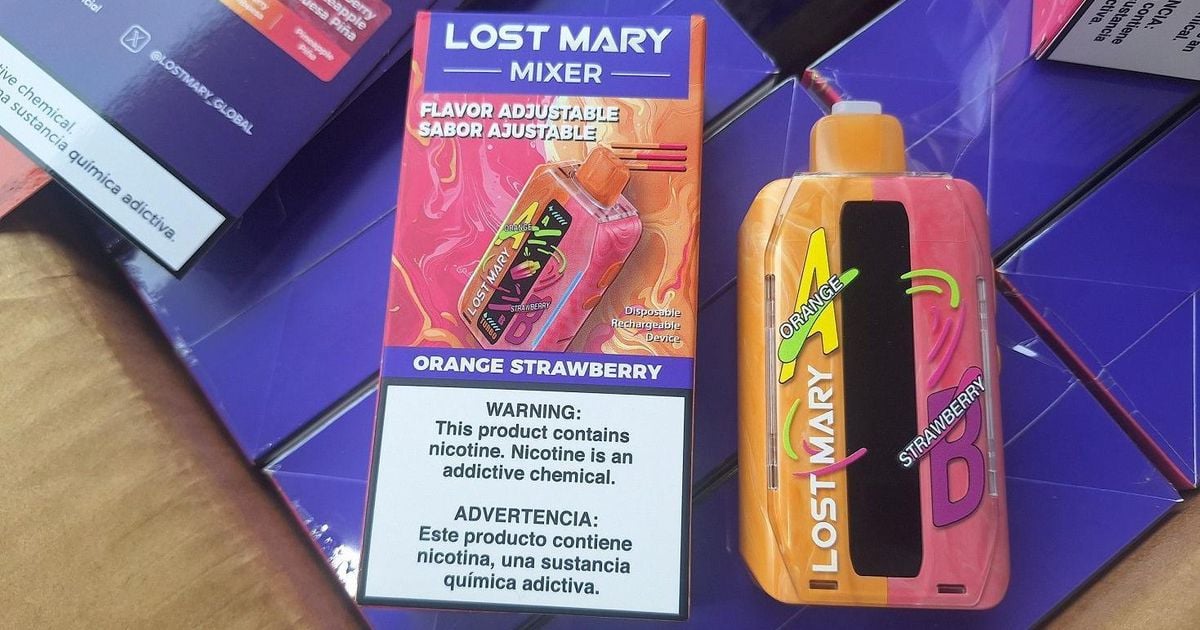 LOST MARY
MIXER
FLAVOR ADJUSTABLE
SABOR AJUSTABLE
A
ORANGE
LOST MARY
STRAWBERRY
B
TURBO
Disposable
Rechargeable
Device
ORANGE STRAWBERRY
WARNING:
This product contains
nicotine. Nicotine is an
addictive chemical.
ADVERTENCIA:
Este producto contiene
nicotina, una sustancia
química adictiva.
A
ORANGE
LOST MARY
STRAWBERRY
B
Pineapple
Piña
@LOSTMARY_GLOBAL
chemical.
sustancia química adictiva.
contiene